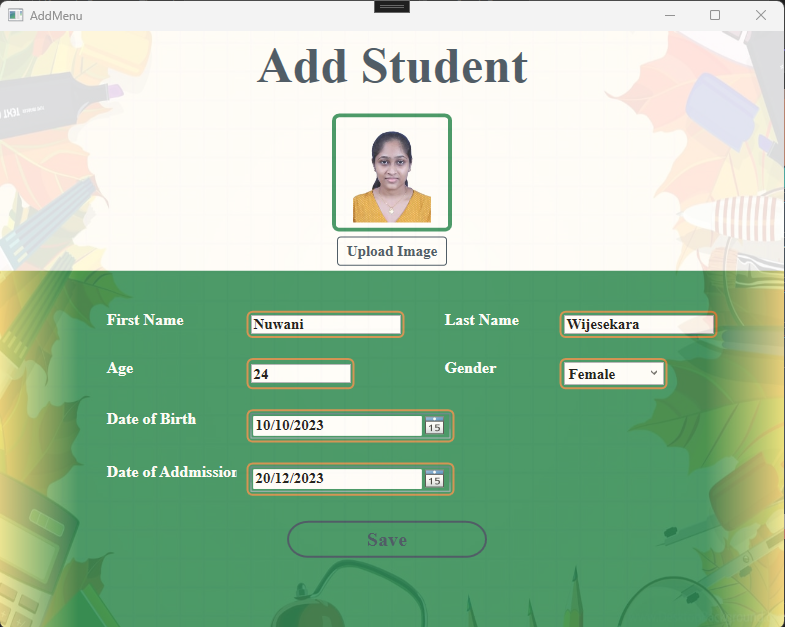 AddMenu
Add Student
Upload Image
First Name Nuwani Last Name Wijesekara
Age 24 Gender Female
Date of Birth 10/10/2023 15
Date of Addmission 20/12/2023 15
Save